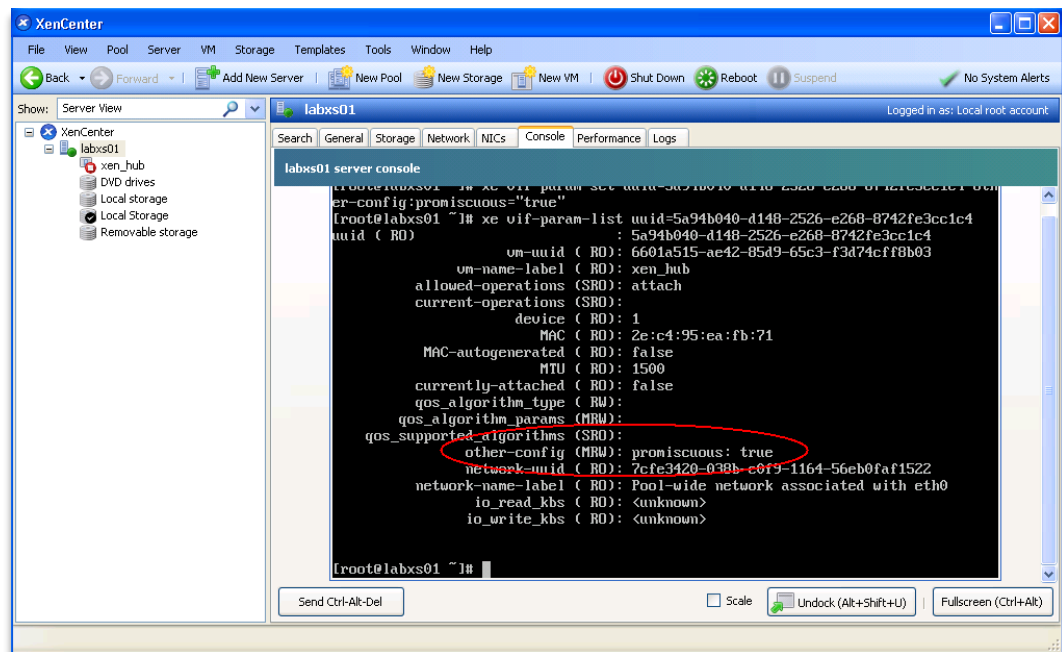 XenCenter
File View Pool Server VM Storage Templates Tools Window Help
Back Forward Add New Server New Pool New Storage New VM Shut Down Reboot Suspend No System Alerts
Show: Server View
XenCenter
labxs01
xen_hub
DVD drives
Local storage
Local Storage
Removable storage
labxs01 Logged in as: Local root account
Search General Storage Network NICs Console Performance Logs
labxs01 server console
er-config:promiscuous="true"
[root@labxs01 ~]# xe vif-param-list uuid=5a94b040-d148-2526-e268-8742fe3cc1c4
uuid ( RO) : 5a94b040-d148-2526-e268-8742fe3cc1c4
vm-uuid ( RO): 6601a515-ae42-85d9-65c3-f3d74cff8b03
vm-name-label ( RO): xen_hub
allowed-operations (SRO): attach
current-operations (SRO):
device ( RO): 1
MAC ( RO): 2e:c4:95:ea:fb:71
MAC-autogenerated ( RO): false
MTU ( RO): 1500
currently-attached ( RO): false
qos_algorithm_type ( RW):
qos_algorithm_params (MRW):
qos_supported_algorithms (SRO):
other-config (MRW): promiscuous: true
network-uuid ( RO): 7cfe3420-038b-c0f9-1164-56eb0faf1522
network-name-label ( RO): Pool-wide network associated with eth0
io_read_kbs ( RO): <unknown>
io_write_kbs ( RO): <unknown>
[root@labxs01 ~]#
Send Ctrl-Alt-Del Scale Undock (Alt+Shift+U) Fullscreen (Ctrl+Alt)